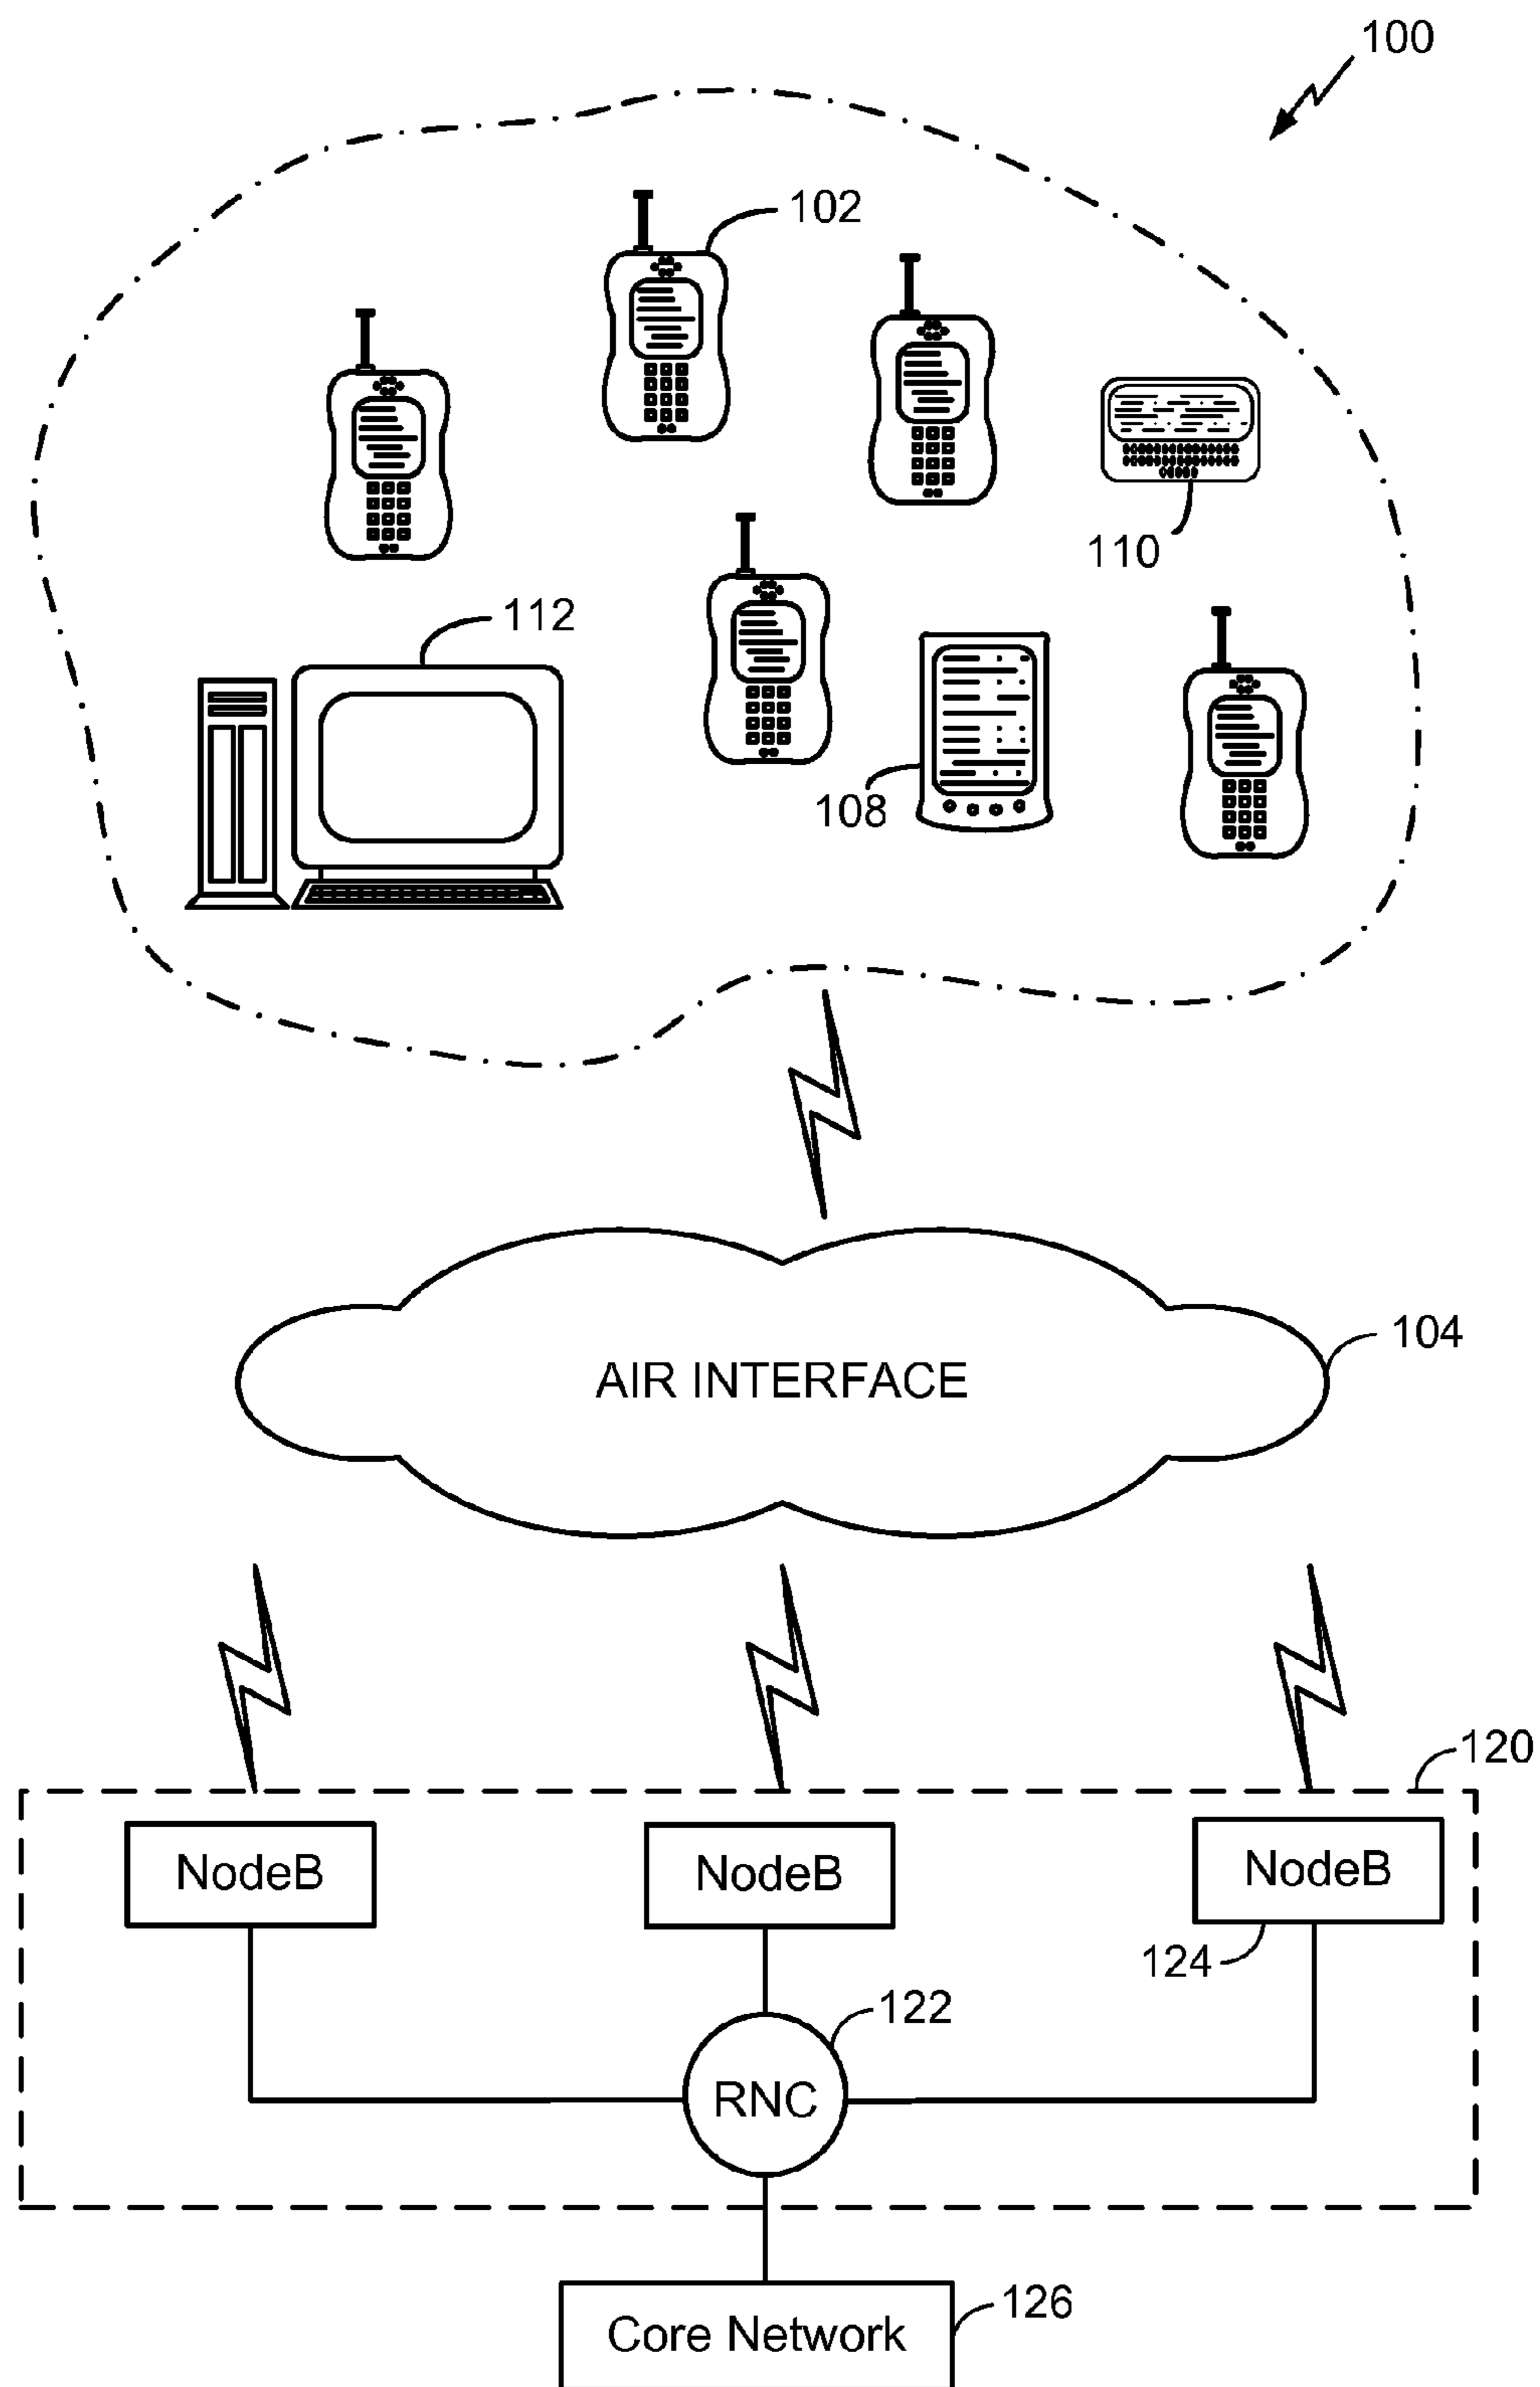 100
102
110
112
108
104
AIR INTERFACE
120
NodeB
NodeB
NodeB
124
122
RNC
126
Core Network